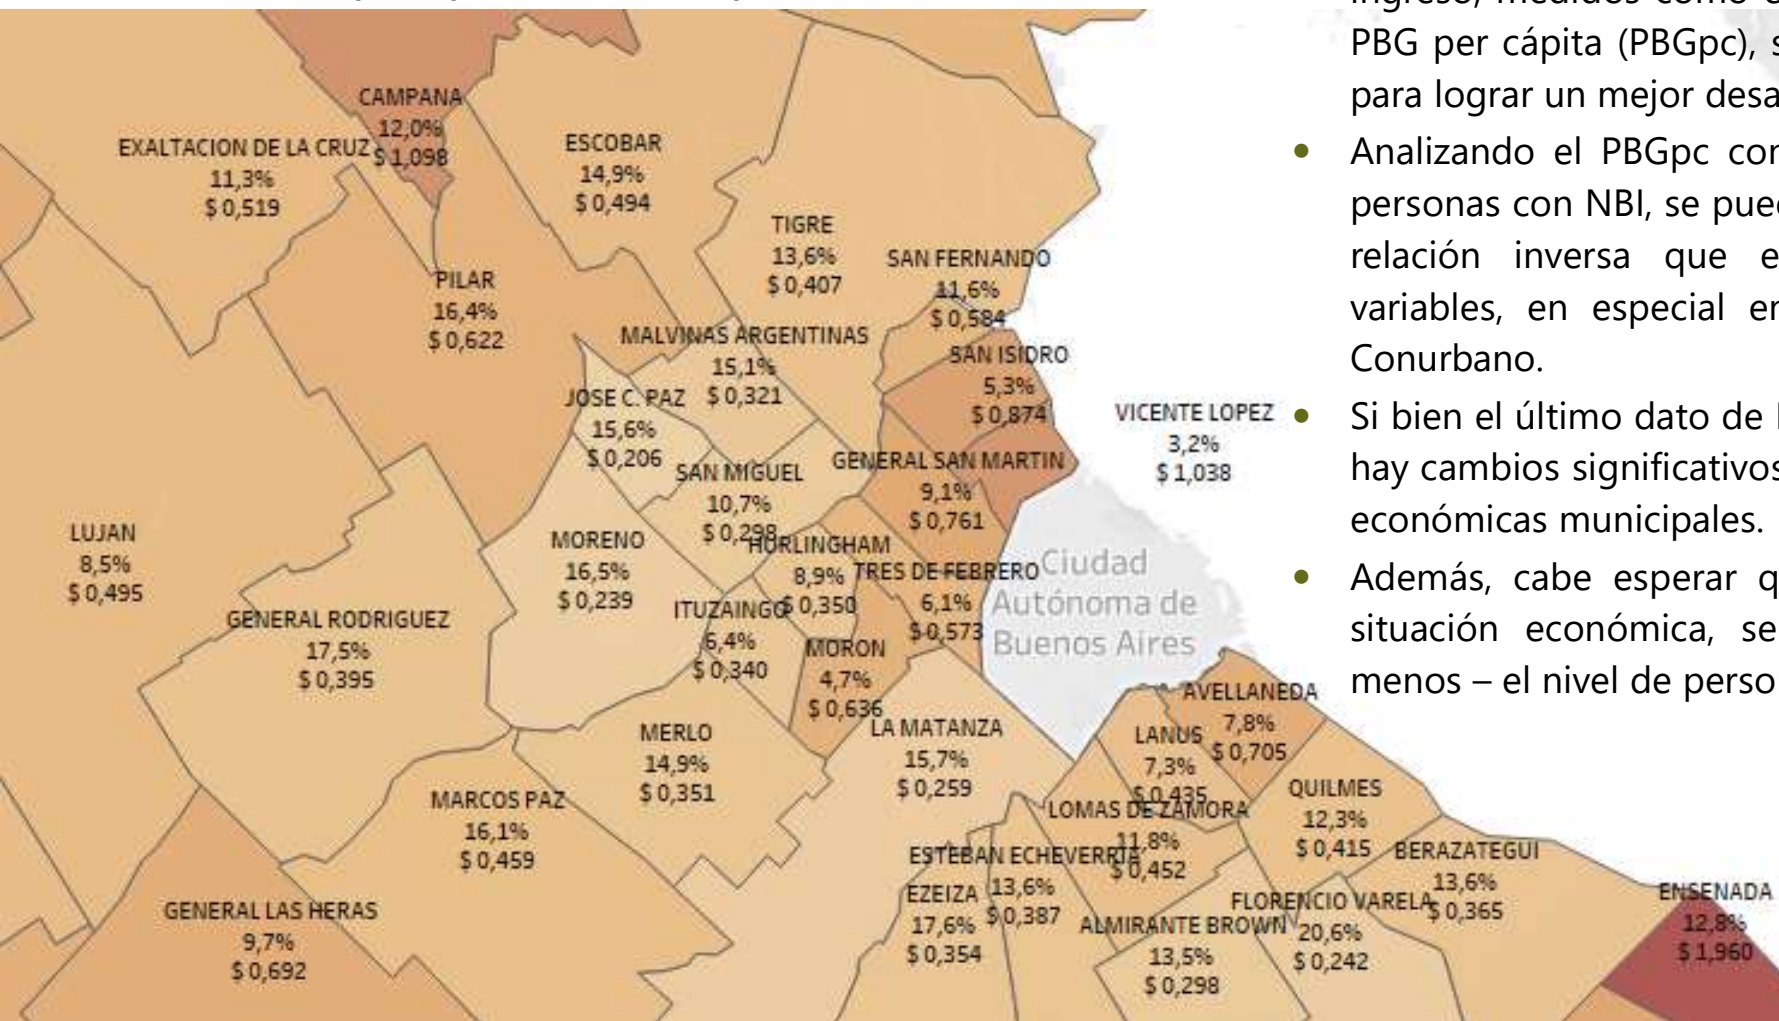 CAMPANA
12,0%
$ 1,098
EXALTACION DE LA CRUZ
11,3%
$ 0,519
ESCOBAR
14,9%
$ 0,494
TIGRE
13,6%
$ 0,407
SAN FERNANDO
11,6%
$ 0,584
PILAR
16,4%
$ 0,622
MALVINAS ARGENTINAS
15,1%
$ 0,321
SAN ISIDRO
5,3%
$ 0,874
JOSE C. PAZ
15,6%
$ 0,206
VICENTE LOPEZ
3,2%
$ 1,038
SAN MIGUEL
10,7%
$ 0,298
GENERAL SAN MARTIN
9,1%
$ 0,761
LUJAN
8,5%
$ 0,495
MORENO
16,5%
$ 0,239
HURLINGHAM
8,9%
$ 0,350
TRES DE FEBRERO
6,1%
$ 0,573
Ciudad
Autónoma de
Buenos Aires
GENERAL RODRIGUEZ
17,5%
$ 0,395
ITUZAINGO
6,4%
$ 0,340
MORON
4,7%
$ 0,636
AVELLANEDA
7,8%
$ 0,705
MERLO
14,9%
$ 0,351
LA MATANZA
15,7%
$ 0,259
LANUS
7,3%
$ 0,435
MARCOS PAZ
16,1%
$ 0,459
LOMAS DE ZAMORA
11,8%
$ 0,452
QUILMES
12,3%
$ 0,415
BERAZATEGUI
13,6%
$ 0,365
ESTEBAN ECHEVERRIA
13,6%
$ 0,387
EZEIZA
17,6%
$ 0,354
GENERAL LAS HERAS
9,7%
$ 0,692
ALMIRANTE BROWN
13,5%
$ 0,298
FLORENCIO VARELA
20,6%
$ 0,242
ENSENADA
12,8%
$ 1,960
PBG per cápita (PBGpc), s
para lograr un mejor desa
• Analizando el PBGpc con
personas con NBI, se pued
relación inversa que e
variables, en especial en
Conurbano.
• Si bien el último dato de
hay cambios significativos
económicas municipales.
• Además, cabe esperar q
situación económica, se
menos – el nivel de perso